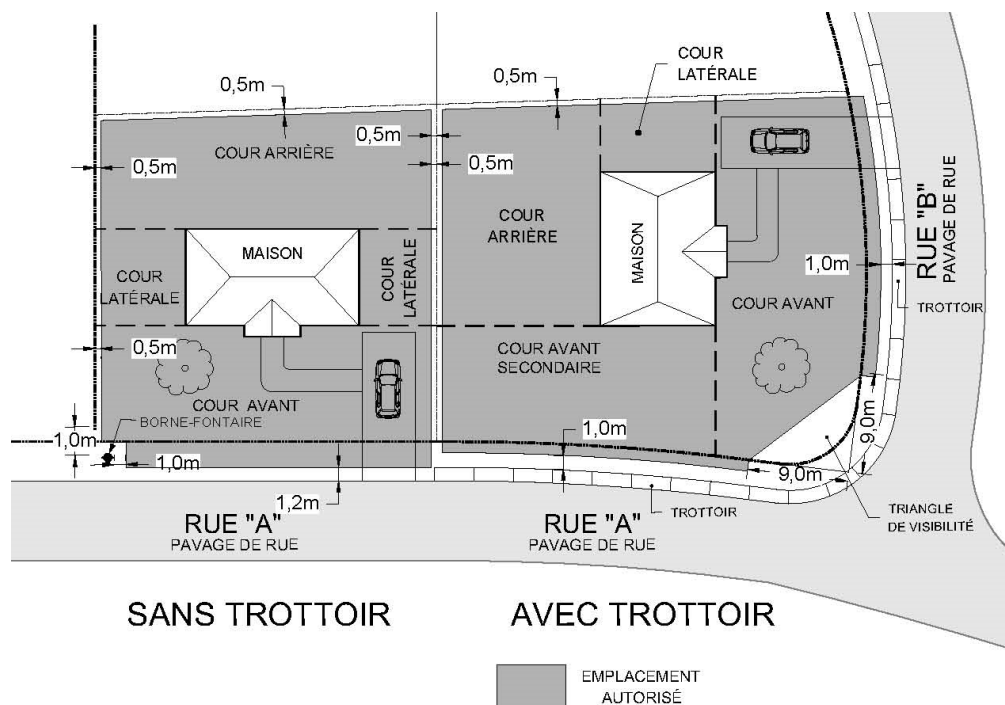 COUR
LATÉRALE
0,5m
0,5m
0,5m
COUR ARRIÈRE
0,5m
0,5m
COUR
ARRIÈRE
MAISON
MAISON
COUR
LATÉRALE
COUR
LATÉRALE
RUE "B"
PAVAGE DE RUE
1,0m
COUR AVANT
TROTTOIR
0,5m
COUR AVANT
SECONDAIRE
COUR AVANT
BORNE-FONTAIRE
1,0m
1,0m
1,0m
9,0m
9,0m
1,2m
TROTTOIR
TRIANGLE
DE VISIBILITÉ
RUE "A"
PAVAGE DE RUE
RUE "A"
PAVAGE DE RUE
SANS TROTTOIR
AVEC TROTTOIR
EMPLACEMENT
AUTORISÉ